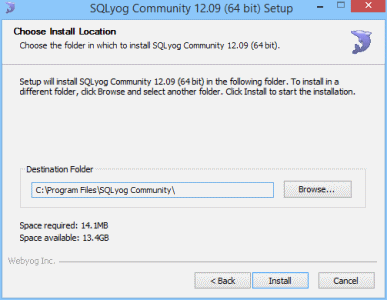 SQLyog Community 12.09 (64 bit) Setup
Choose Install Location
Choose the folder in which to install SQLyog Community 12.09 (64 bit).
Setup will install SQLyog Community 12.09 (64 bit) in the following folder. To install in a
different folder, click Browse and select another folder. Click Install to start the installation.
Destination Folder
C:\Program Files\SQLyog Community\
Browse...
Space required: 14.1MB
Space available: 13.4GB
Webyog Inc.
< Back
Install
Cancel